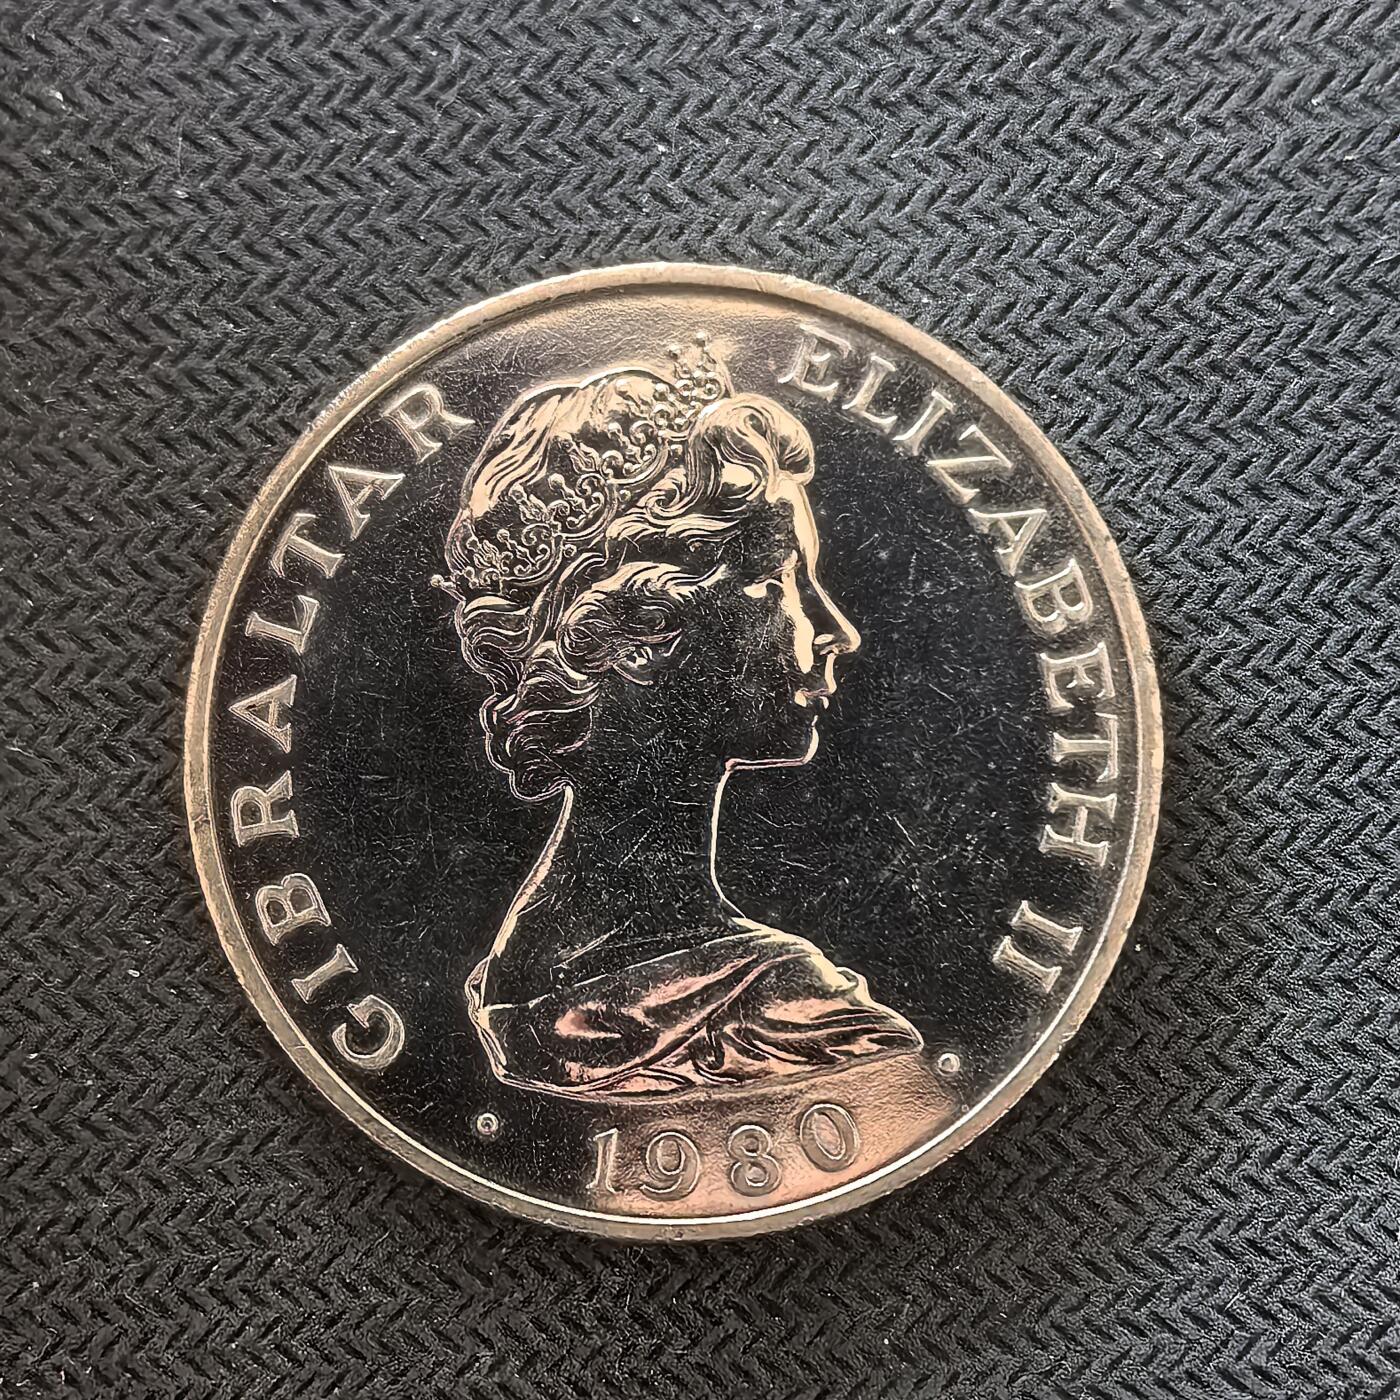 GIBRALTAR ELIZABETH II
1980